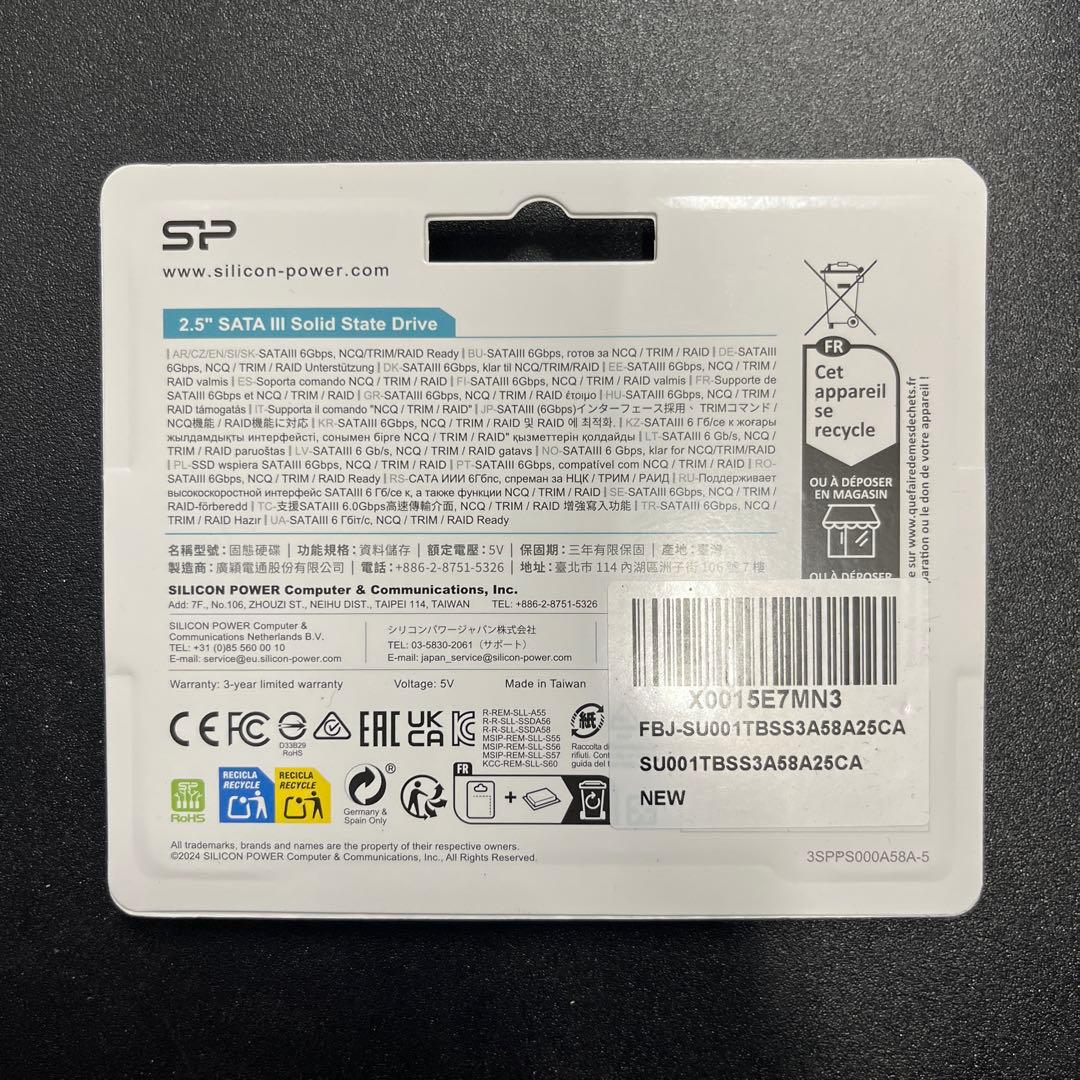 SP
www.silicon-power.com
2.5" SATA III Solid State Drive
| AR/CZ/EN/SI/SK-SATAIII 6Gbps, NCQ/TRIM/RAID Ready | BU-SATAIII 6Gbps, готов за NCQ / TRIM / RAID | DE-SATAIII
6Gbps, NCQ / TRIM / RAID Unterstützung | DK-SATAIII 6Gbps, klar til NCQ/TRIM/RAID | EE-SATAIII 6Gbps, NCQ / TRIM /
RAID valmis | ES-Soporta comando NCQ / TRIM / RAID | FI-SATAIII 6Gbps, NCQ / TRIM / RAID valmis | FR-Supporte de
SATAIII 6Gbps et NCQ / TRIM / RAID | GR-SATAIII 6Gbps, NCQ / TRIM / RAID έτοιμο | HU-SATAIII 6Gbps, NCQ / TRIM /
RAID támogatás | IT-Supporta il comando "NCQ / TRIM / RAID" | JP-SATAIII (6Gbps)インターフェース採用、 TRIMコマンド /
NCQ機能 / RAID機能に対応 | KR-SATAIII 6Gbps, NCQ / TRIM / RAID 및 RAID 에 최적화. | KZ-SATAIII 6 Гб/сек жоғары
жылдамдықты интерфейсті, сонымен бірге NCQ / TRIM / RAID" қызметтерін қолдайды | LT-SATAIII 6 Gb/s, NCQ /
TRIM / RAID paruoštas | LV-SATAIII 6 Gb/s, NCQ / TRIM / RAID gatavs | NO-SATAIII 6 Gbps, klar for NCQ/TRIM/RAID
| PL-SSD wspiera SATAIII 6Gbps, NCQ / TRIM / RAID | PT-SATAIII 6Gbps, compatível com NCQ / TRIM / RAID | RO-
SATAIII 6Gbps, NCQ / TRIM / RAID Ready | RS-САТА ИИИ 6Гбпс, спреман за НЦК / ТРИМ / РАИД | RU-Поддерживает
высокоскоростной интерфейс SATAIII 6 Гб/се к, а также функции NCQ / TRIM / RAID | SE-SATAIII 6Gbps, NCQ / TRIM /
RAID-förberedd | TC-支援SATAIII 6.0Gbps高速傳輸介面, NCQ / TRIM / RAID 增強寫入功能 | TR-SATAIII 6Gbps, NCQ /
TRIM / RAID Hazır | UA-SATAIII 6 Гбіт/с, NCQ / TRIM / RAID Ready
名稱型號:固態硬碟 | 功能規格:資料儲存 | 額定電壓:5V | 保固期:三年有限保固 | 產地:臺灣
製造商:廣穎電通股份有限公司 | 電話:+886-2-8751-5326 | 地址:臺北市 114 內湖區洲子街 106 號 7 樓
SILICON POWER Computer & Communications, Inc.
Add: 7F., No.106, ZHOUZI ST., NEIHU DIST., TAIPEI 114, TAIWAN TEL: +886-2-8751-5326
SILICON POWER Computer &
Communications Netherlands B.V.
TEL: +31 (0)85 560 00 10
E-mail: service@eu.silicon-power.com
シリコンパワージャパン株式会社
TEL: 03-5830-2061（サポート）
E-mail: japan_service@silicon-power.com
Warranty: 3-year limited warranty Voltage: 5V Made in Taiwan
CE FC
D33B29
RoHS
EAC
UK
CA
R-REM-SLL-A55
R-R-SLL-SSDA56
R-R-SLL-SSDA58
MSIP-REM-SLL-S55
MSIP-REM-SLL-S56
MSIP-REM-SLL-S57
KCC-REM-SLL-S60
紙
Raccolta di
rifiuti. Cont
guida del
RoHS
RECICLA
RECYCLE
RECICLA
RECYCLE
®
Germany &
Spain Only
FR
+
All trademarks, brands and names are the property of their respective owners.
©2024 SILICON POWER Computer & Communications, Inc., All Rights Reserved.
3SPPS000A58A-5
FR
Cet
appareil
se
recycle
OU À DÉPOSER
EN MAGASIN
OU À DÉPOSER
e sur www.quefairedemesdechets.fr
aration ou le don de votre appareil !
X0015E7MN3
FBJ-SU001TBSS3A58A25CA
SU001TBSS3A58A25CA
NEW